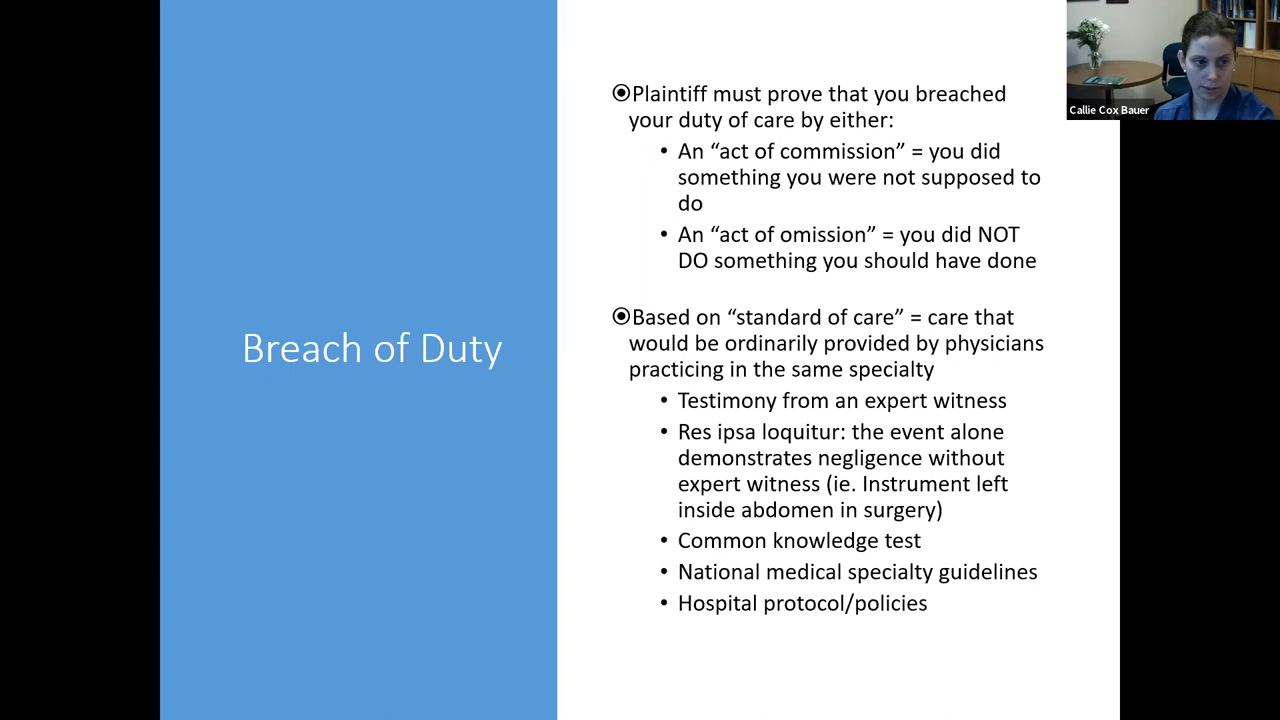 Breach of Duty
⦿Plaintiff must prove that you breached
your duty of care by either:
• An “act of commission” = you did
something you were not supposed to
do
• An “act of omission” = you did NOT
DO something you should have done
⦿Based on “standard of care” = care that
would be ordinarily provided by physicians
practicing in the same specialty
• Testimony from an expert witness
• Res ipsa loquitur: the event alone
demonstrates negligence without
expert witness (ie. Instrument left
inside abdomen in surgery)
• Common knowledge test
• National medical specialty guidelines
• Hospital protocol/policies
Callie Cox Bauer